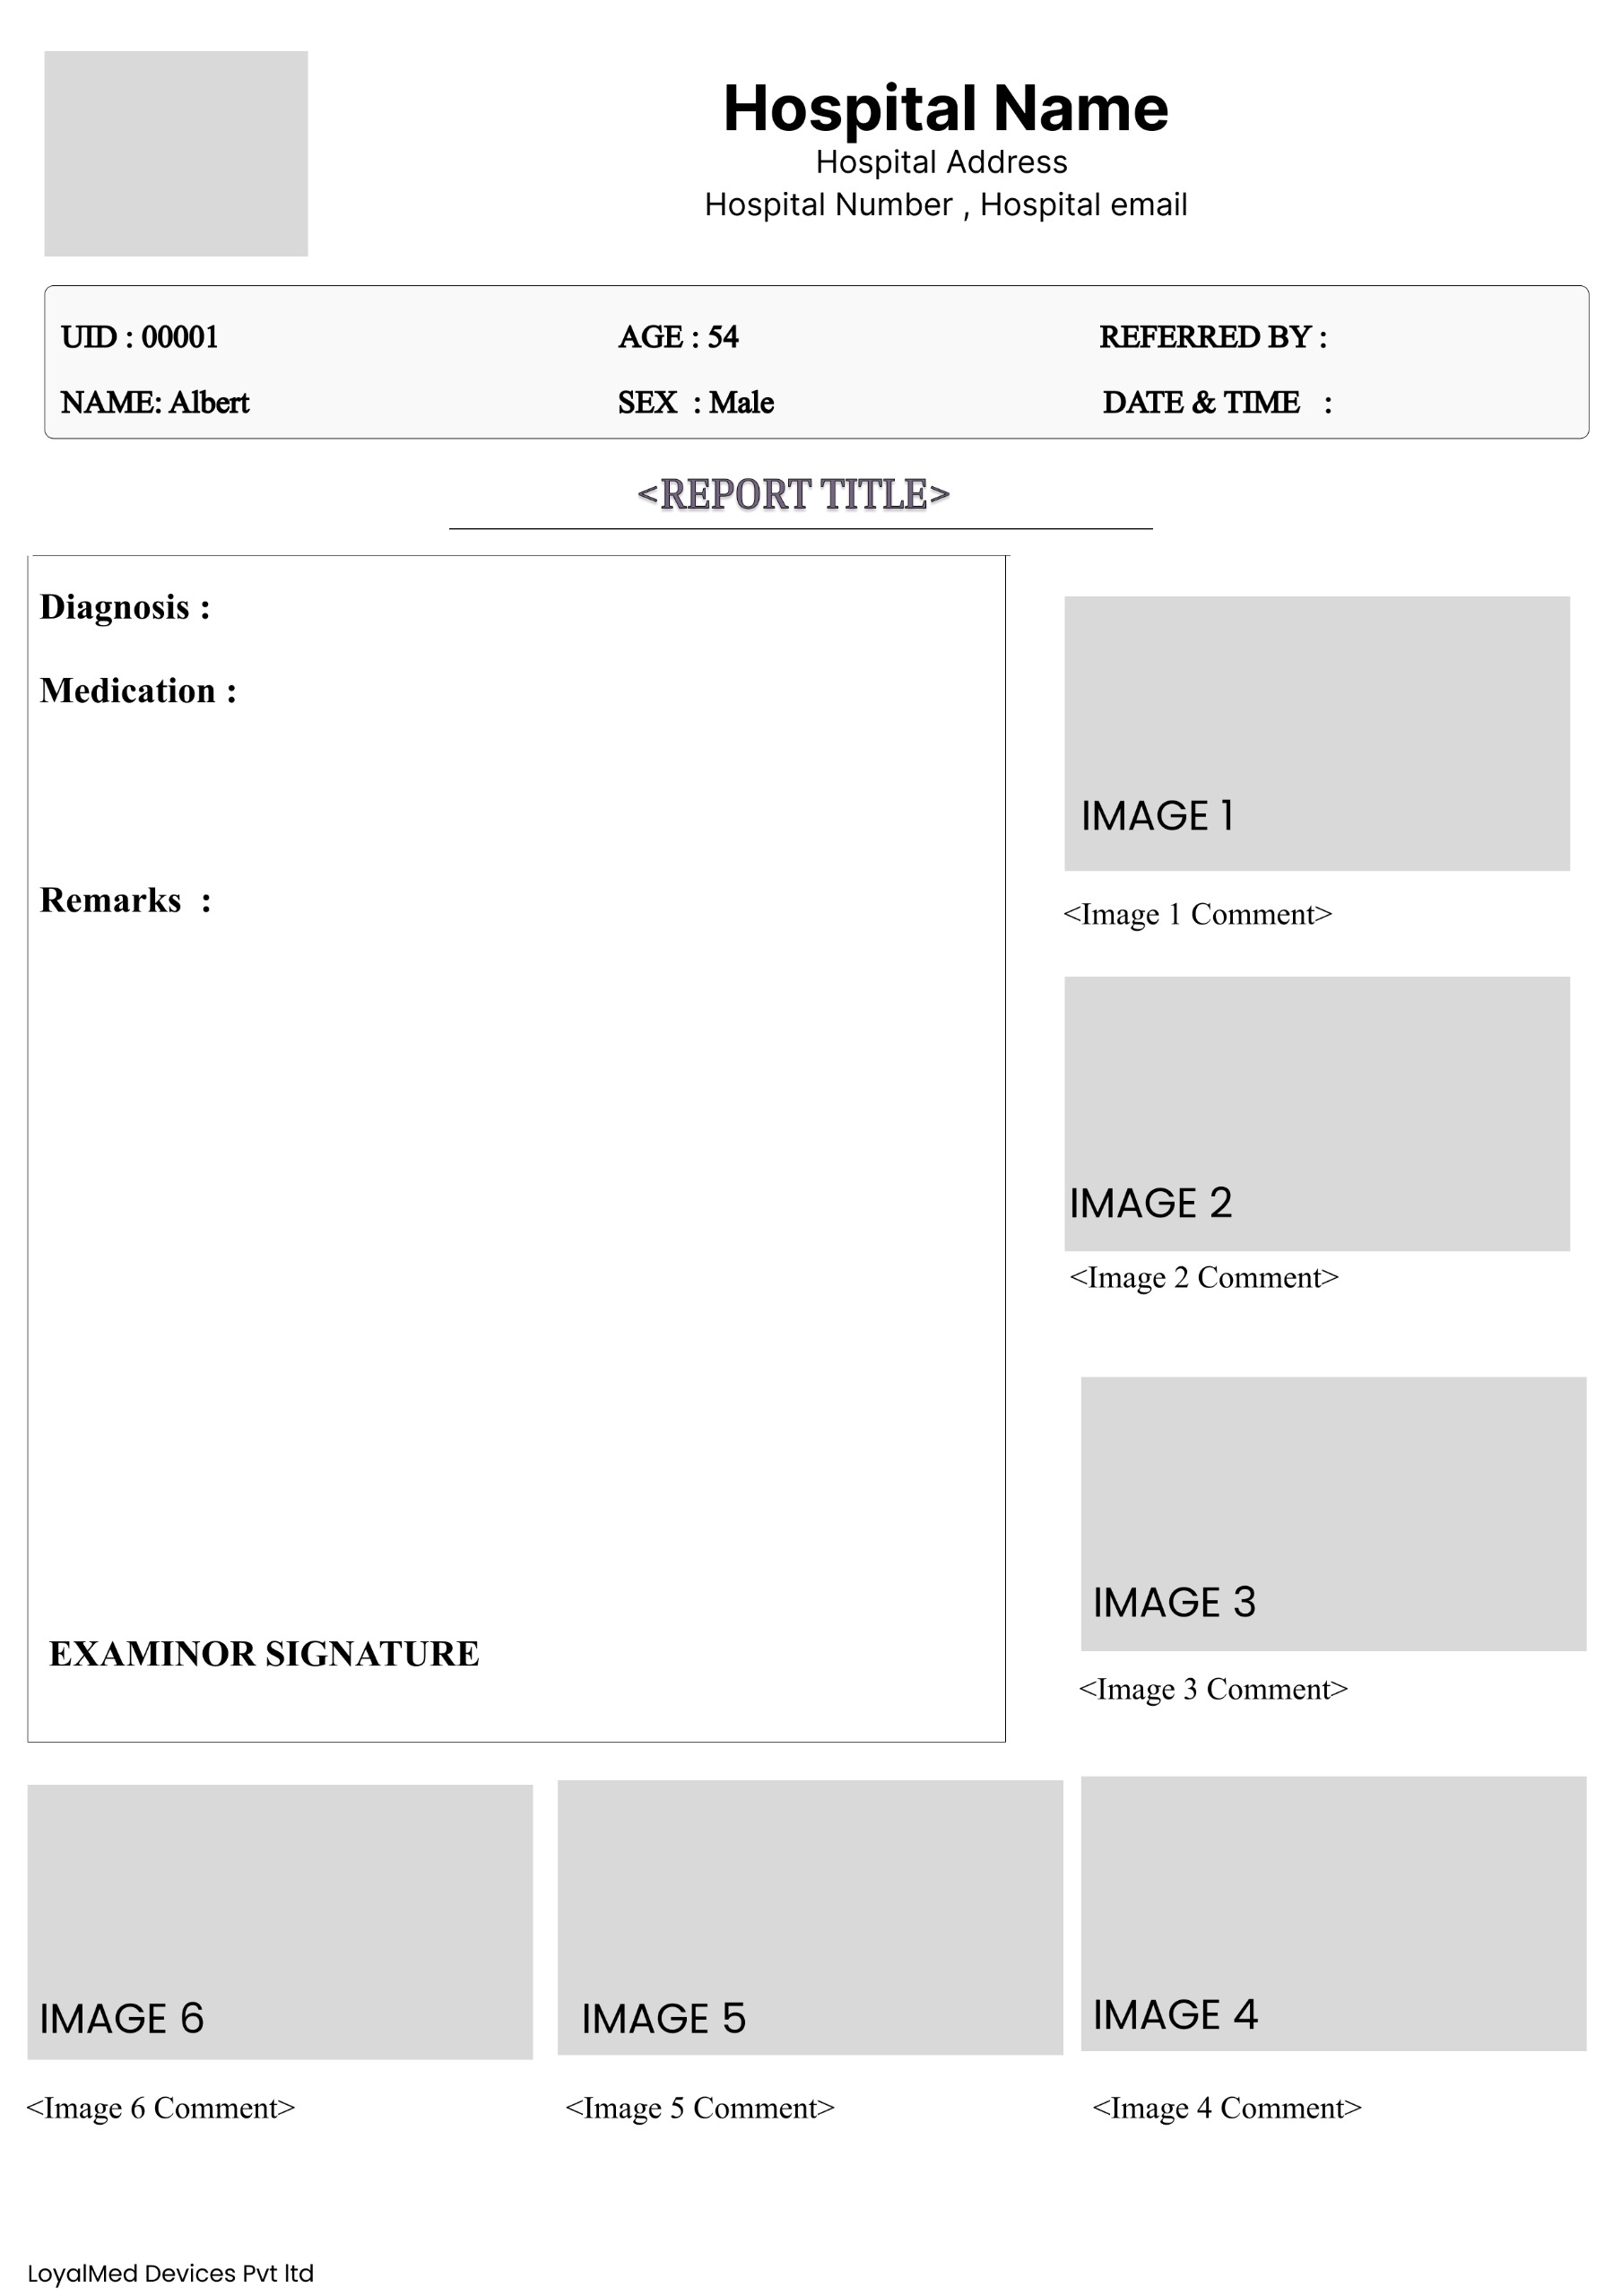 Hospital Name
Hospital Address
Hospital Number , Hospital email
UID : 00001
AGE : 54
REFERRED BY :
NAME: Albert
SEX : Male
DATE & TIME :
<REPORT TITLE>
Diagnosis :
Medication :
Remarks :
EXAMINOR SIGNATURE
IMAGE 1
<Image 1 Comment>
IMAGE 2
<Image 2 Comment>
IMAGE 3
<Image 3 Comment>
IMAGE 6
IMAGE 5
IMAGE 4
<Image 6 Comment>
<Image 5 Comment>
<Image 4 Comment>
LoyalMed Devices Pvt ltd